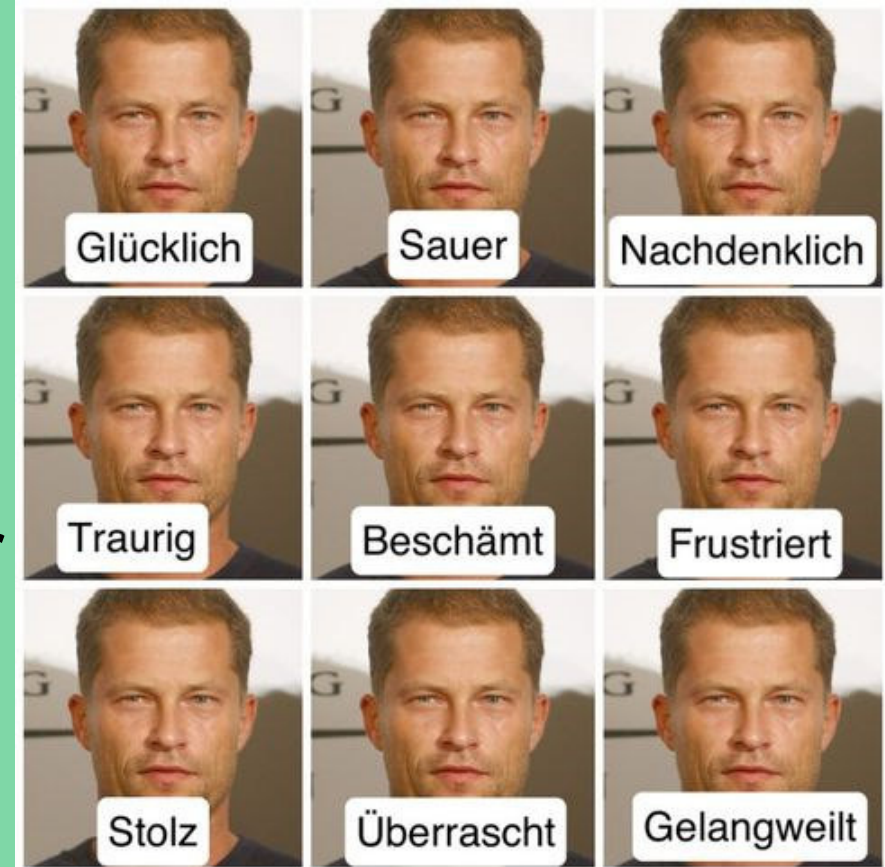 Glücklich
Sauer
Nachdenklich
Traurig
Beschämt
Frustriert
Stolz
Überrascht
Gelangweilt